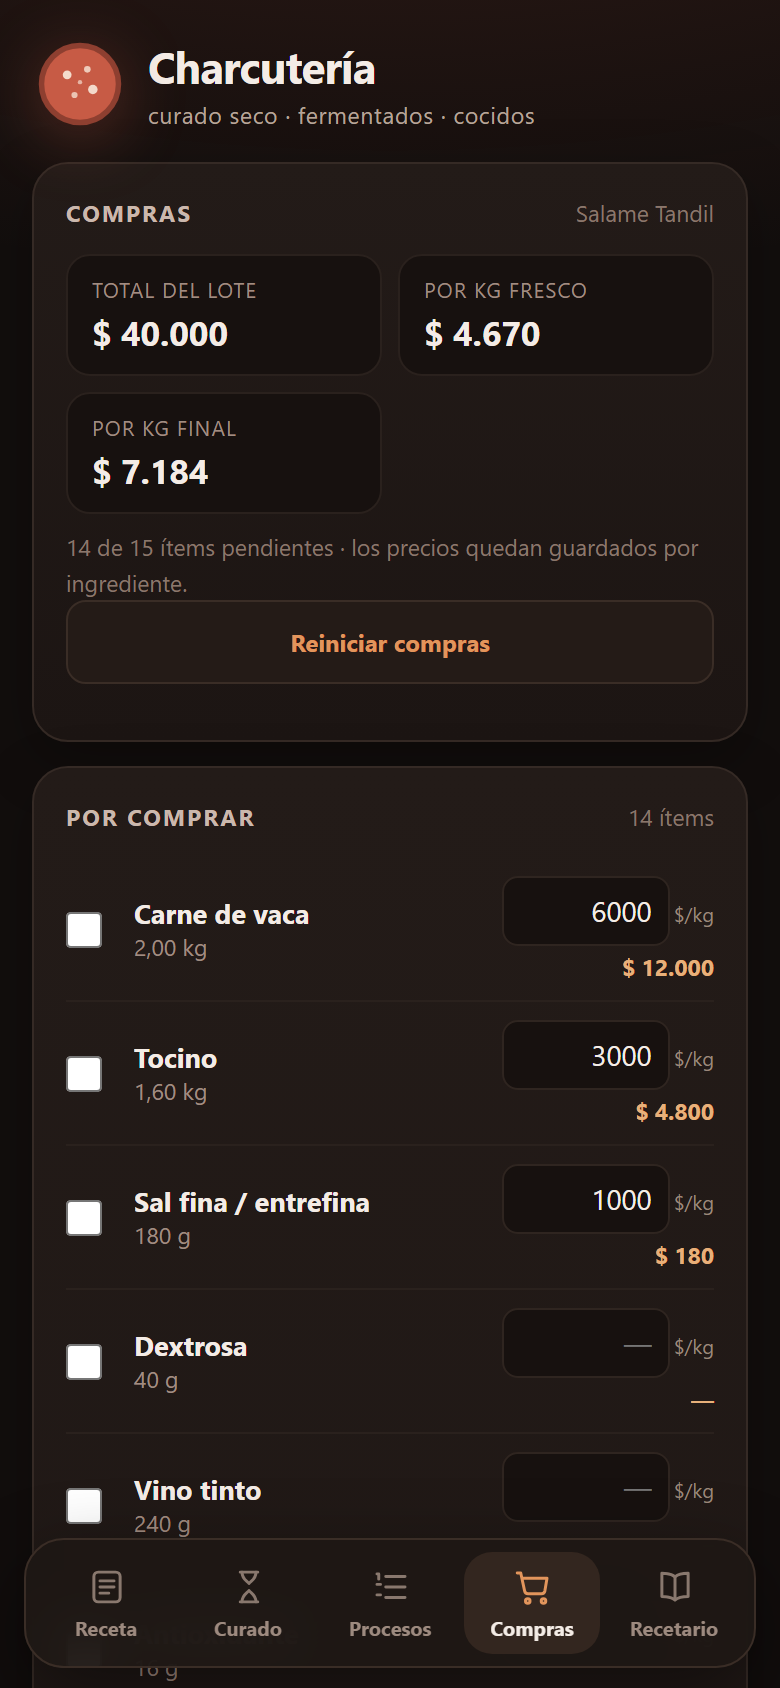 Charcutería
curado seco · fermentados · cocidos
COMPRAS
Salame Tandil
TOTAL DEL LOTE
$ 40.000
POR KG FRESCO
$ 4.670
POR KG FINAL
$ 7.184
14 de 15 ítems pendientes · los precios quedan guardados por
ingrediente.
Reiniciar compras
POR COMPRAR
14 ítems
Carne de vaca
2,00 kg
6000 $/kg
$ 12.000
Tocino
1,60 kg
3000 $/kg
$ 4.800
Sal fina / entrefina
180 g
1000 $/kg
$ 180
Dextrosa
40 g
— $/kg
—
Vino tinto
240 g
— $/kg
16 g
Receta
Curado
Procesos
Compras
Recetario